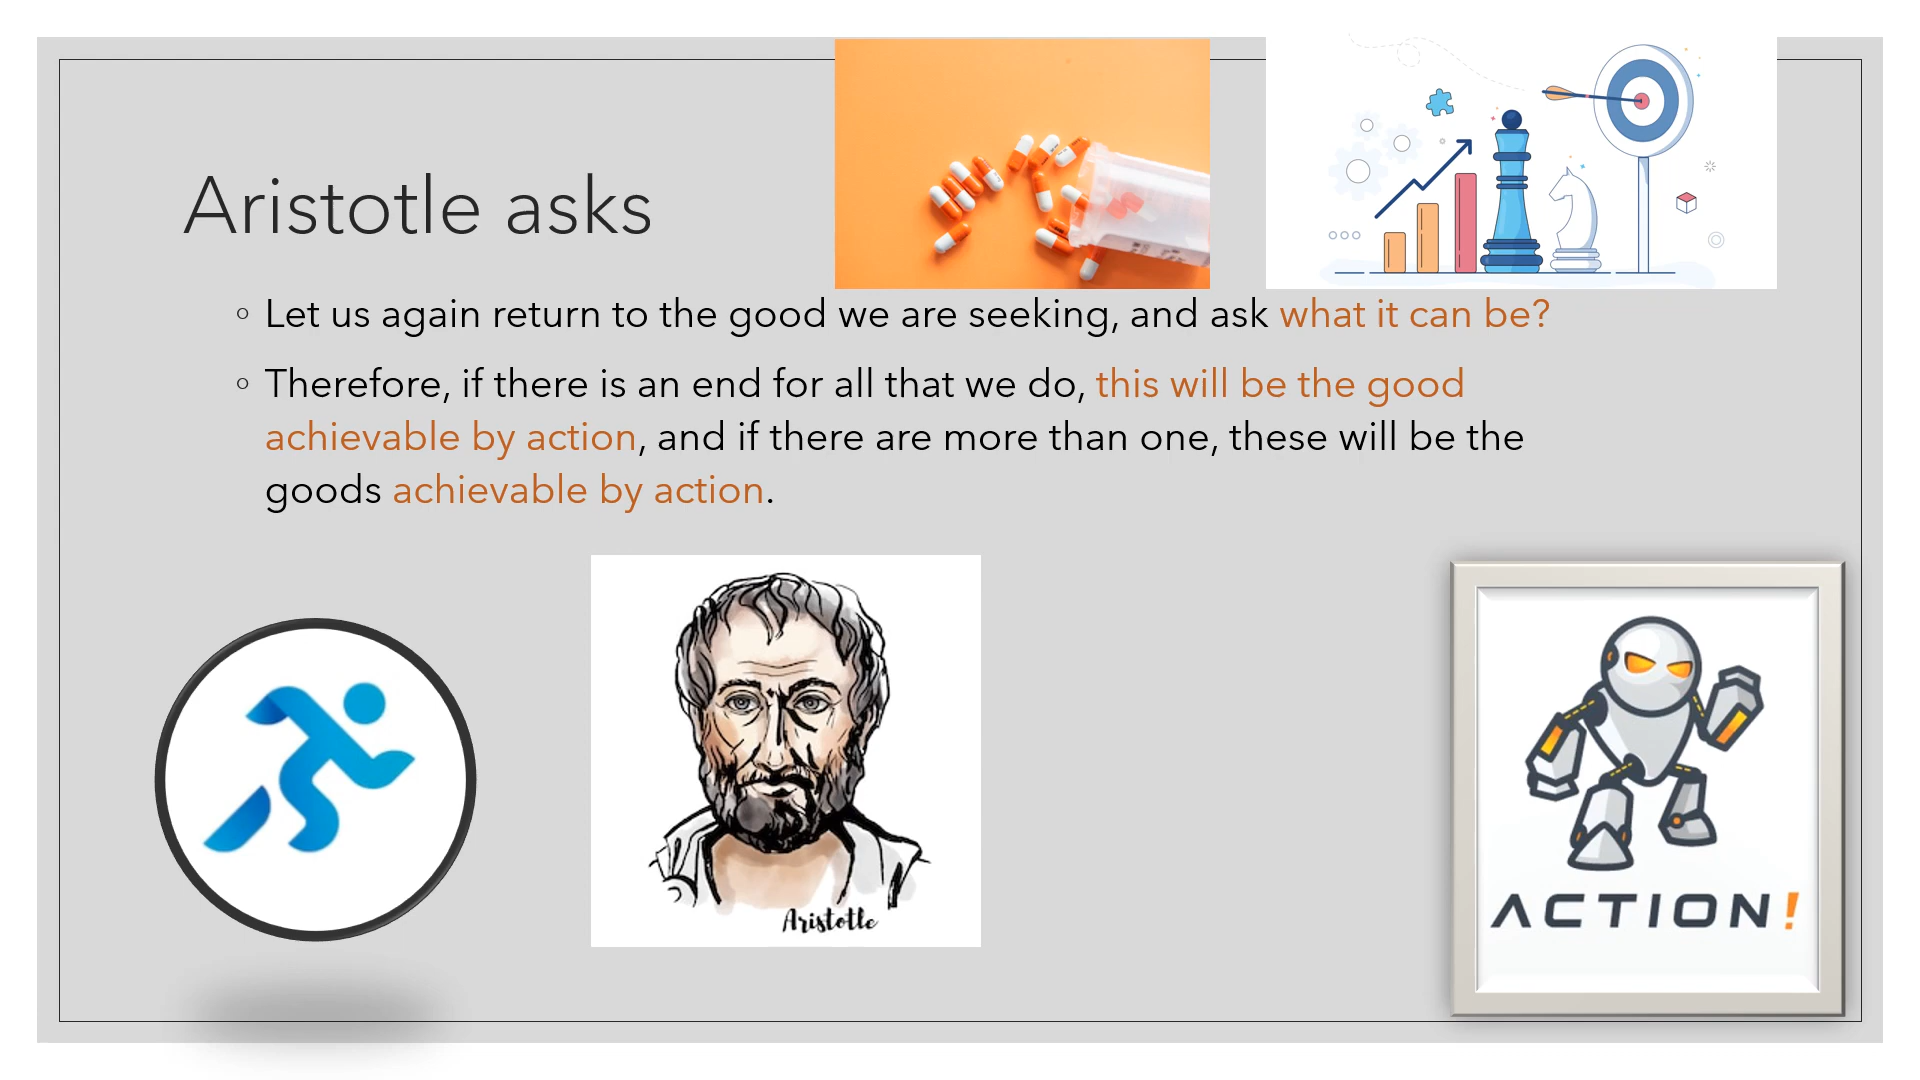 Aristotle asks
◦ Let us again return to the good we are seeking, and ask what it can be?
◦ Therefore, if there is an end for all that we do, this will be the good
achievable by action, and if there are more than one, these will be the
goods achievable by action.
Aristotle
ACTION!